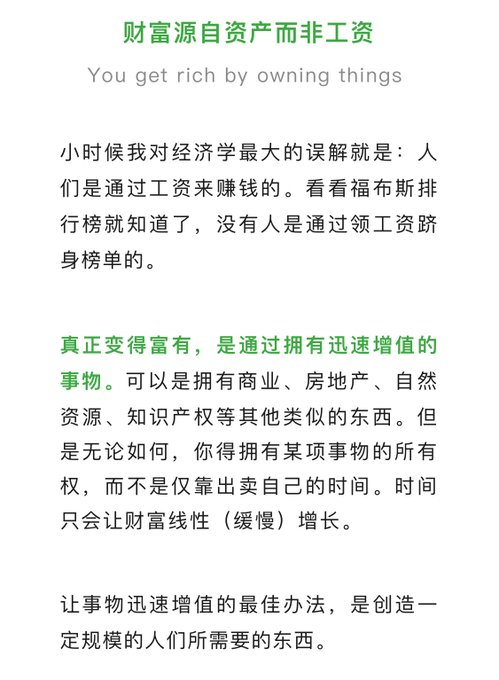 财富源自资产而非工资
You get rich by owning things
小时候我对经济学最大的误解就是：人
们是通过工资来赚钱的。看看福布斯排
行榜就知道了，没有人是通过领工资跻
身榜单的。
真正变得富有，是通过拥有迅速增值的
事物。可以是拥有商业、房地产、自然
资源、知识产权等其他类似的东西。但
是无论如何，你得拥有某项事物的所有
权，而不是仅靠出卖自己的时间。时间
只会让财富线性（缓慢）增长。
让事物迅速增值的最佳办法，是创造一
定规模的人们所需要的东西。